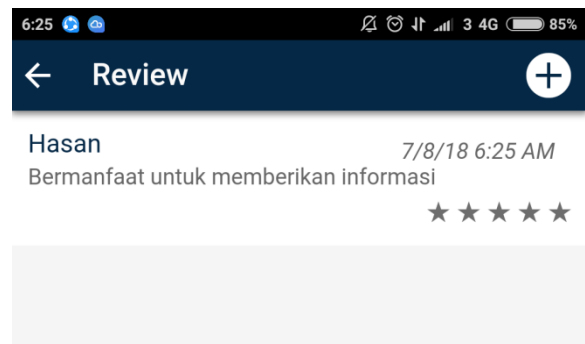 6:25 3 4G 85%
Review
Hasan 7/8/18 6:25 AM
Bermanfaat untuk memberikan informasi